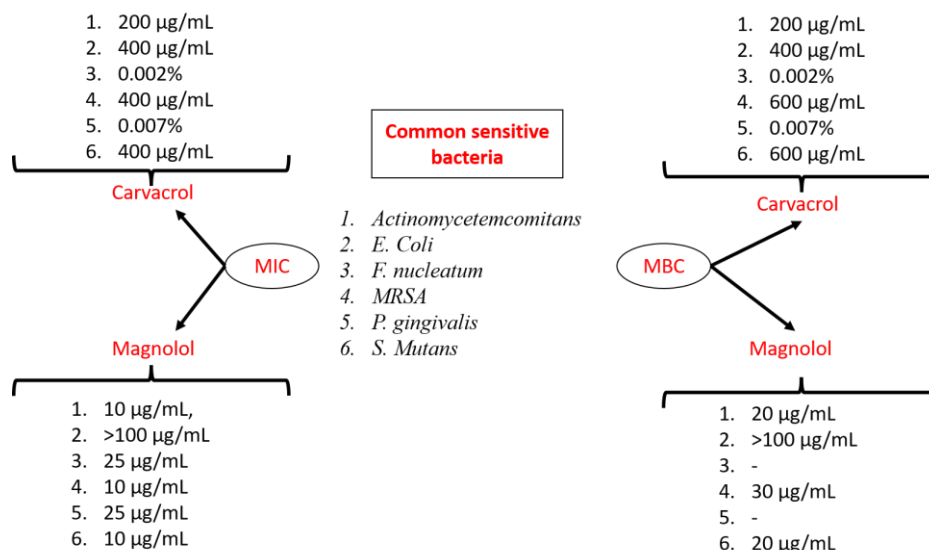 1. 200 µg/mL
2. 400 µg/mL
3. 0.002%
4. 400 µg/mL
5. 0.007%
6. 400 µg/mL
Carvacrol
MIC
Magnolol
1. 10 µg/mL,
2. >100 µg/mL
3. 25 µg/mL
4. 10 µg/mL
5. 25 µg/mL
6. 10 µg/mL
Common sensitive
bacteria
1. Actinomycetemcomitans
2. E. Coli
3. F. nucleatum
4. MRSA
5. P. gingivalis
6. S. Mutans
1. 200 µg/mL
2. 400 µg/mL
3. 0.002%
4. 600 µg/mL
5. 0.007%
6. 600 µg/mL
Carvacrol
MBC
Magnolol
1. 20 µg/mL
2. >100 µg/mL
3. -
4. 30 µg/mL
5. -
6. 20 µg/mL